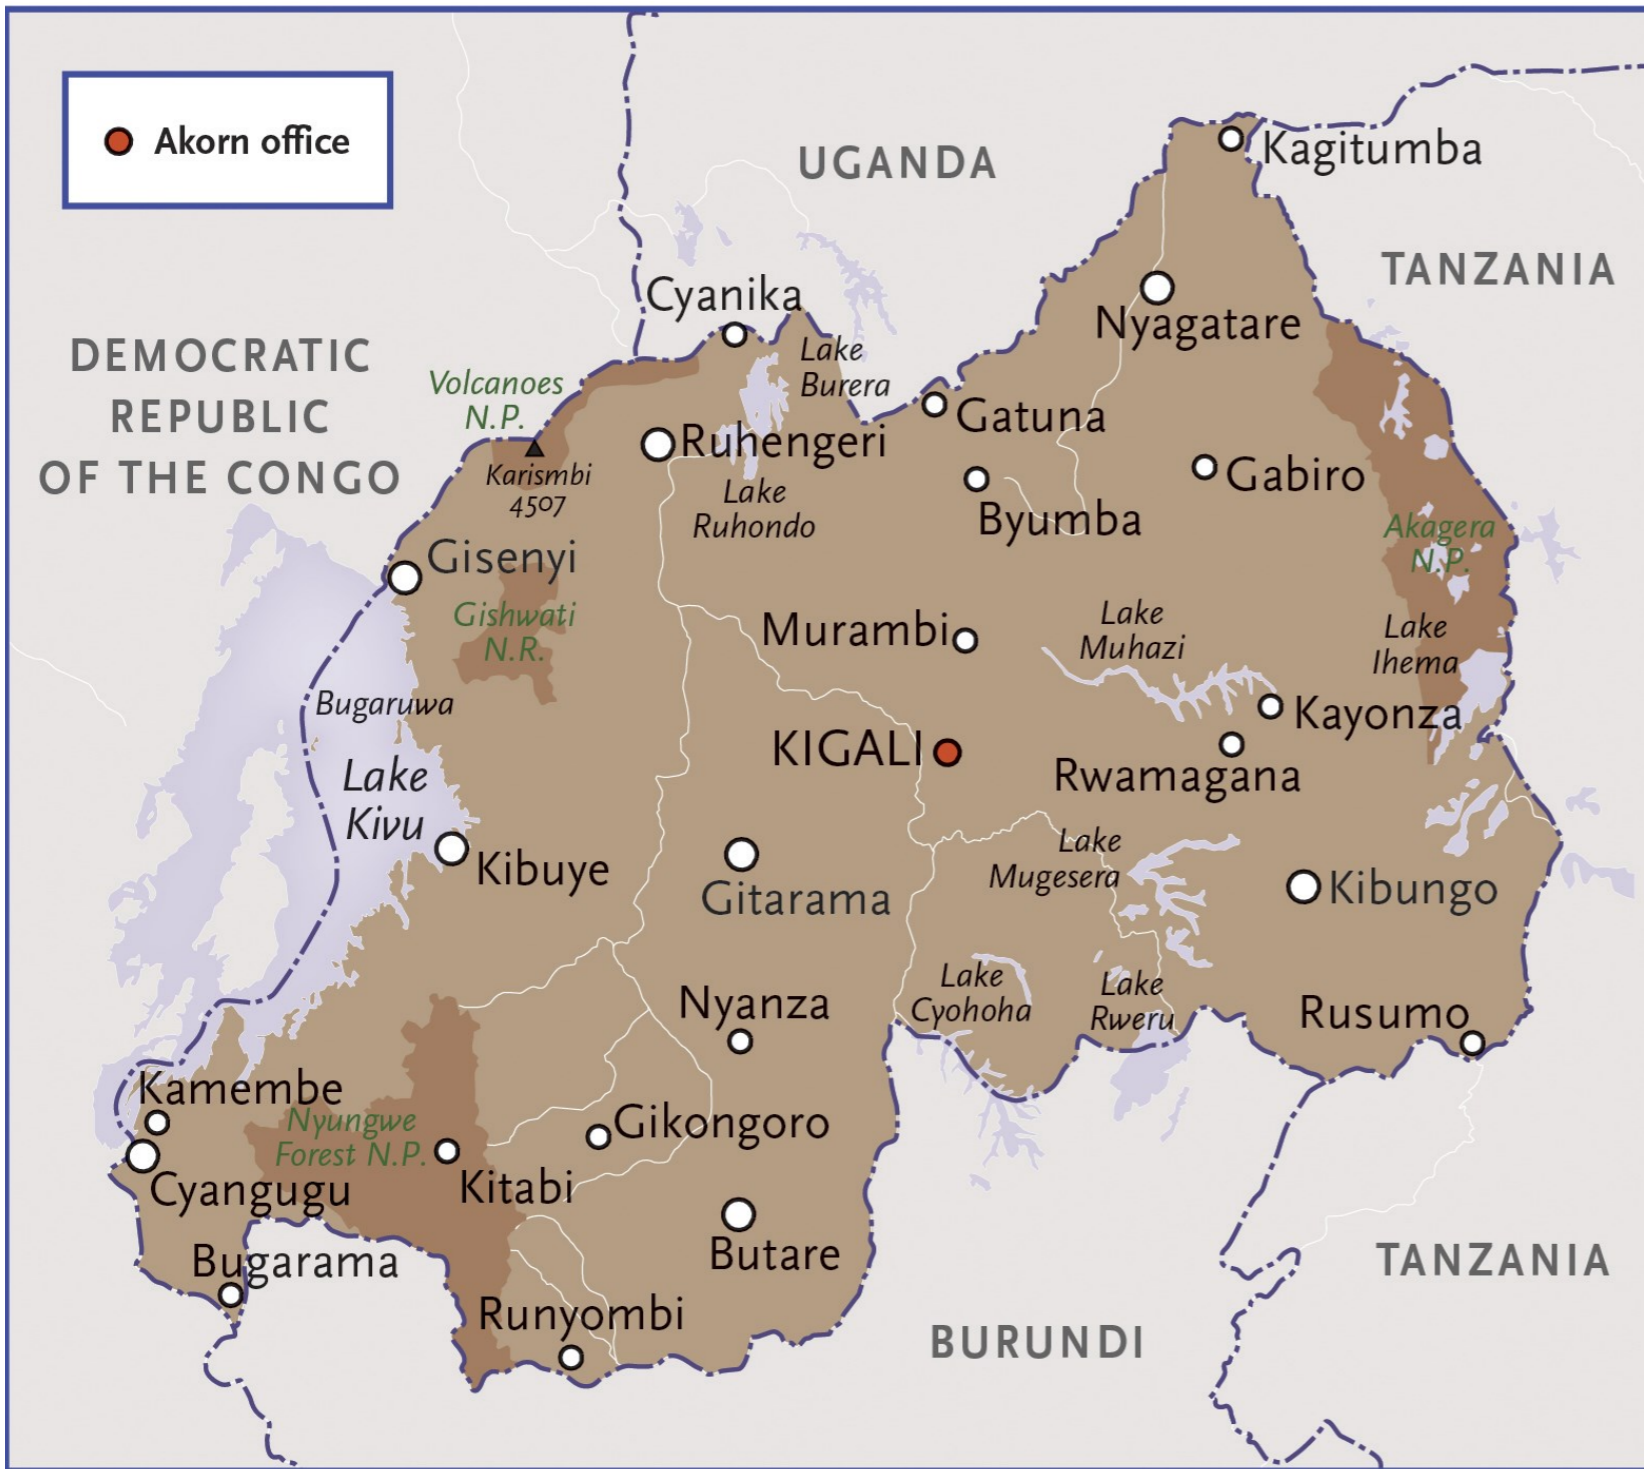 Akorn office
UGANDA
Kagitumba
TANZANIA
Cyanika
Nyagatare
DEMOCRATIC
REPUBLIC
OF THE CONGO
Lake
Burera
Volcanoes
N.P.
Gatuna
Ruhengeri
Karismbi
4507
Gabiro
Lake
Ruhondo
Byumba
Akagera
N.P.
Gisenyi
Gishwati
N.R.
Murambi
Lake
Muhazi
Lake
Ihema
Bugaruwa
Kayonza
KIGALI
Rwamagana
Lake
Kivu
Kibuye
Gitarama
Lake
Mugesera
Kibungo
Nyanza
Lake
Cyohoha
Lake
Rweru
Rusumo
Kamembe
Nyungwe
Forest N.P.
Gikongoro
Kitabi
Cyangugu
Butare
Bugarama
TANZANIA
Runyombi
BURUNDI